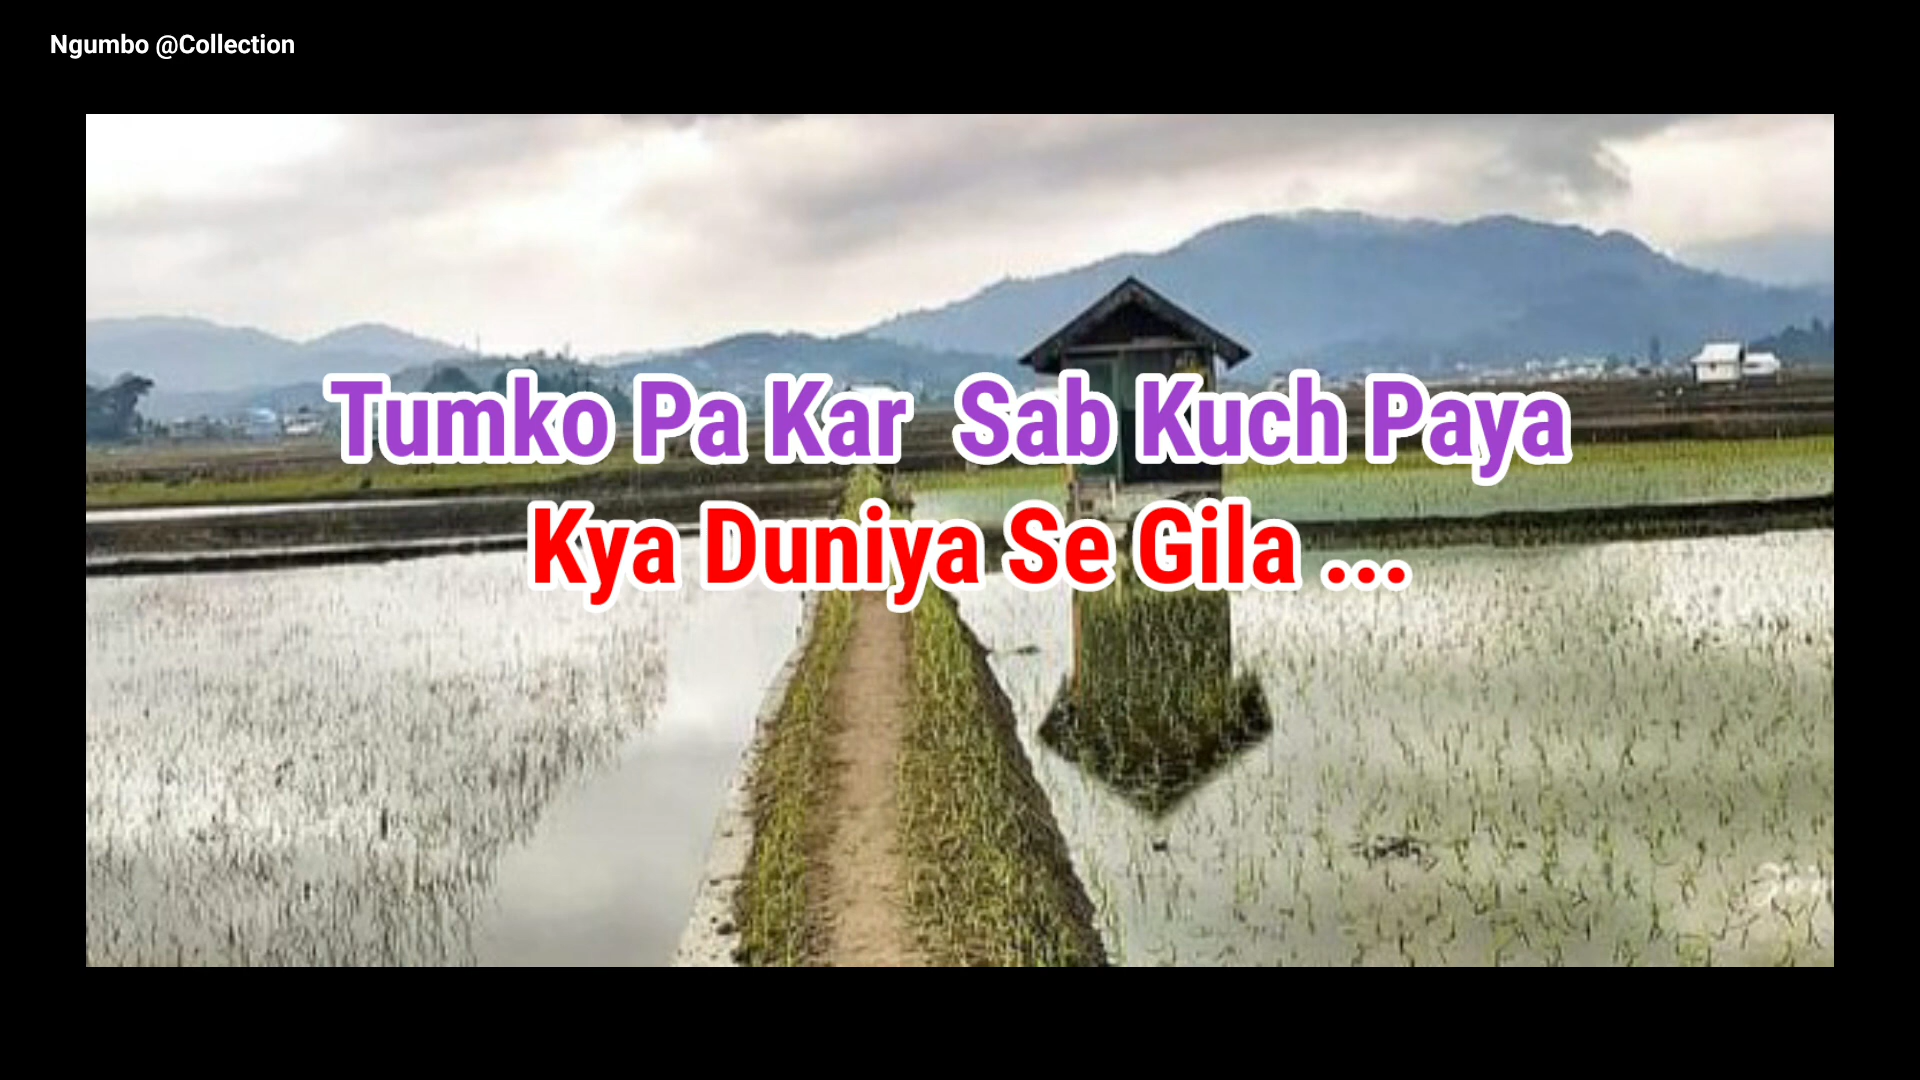 Ngumbo @Collection
Tumko Pa Kar Sab Kuch Paya
Kya Duniya Se Gila ...